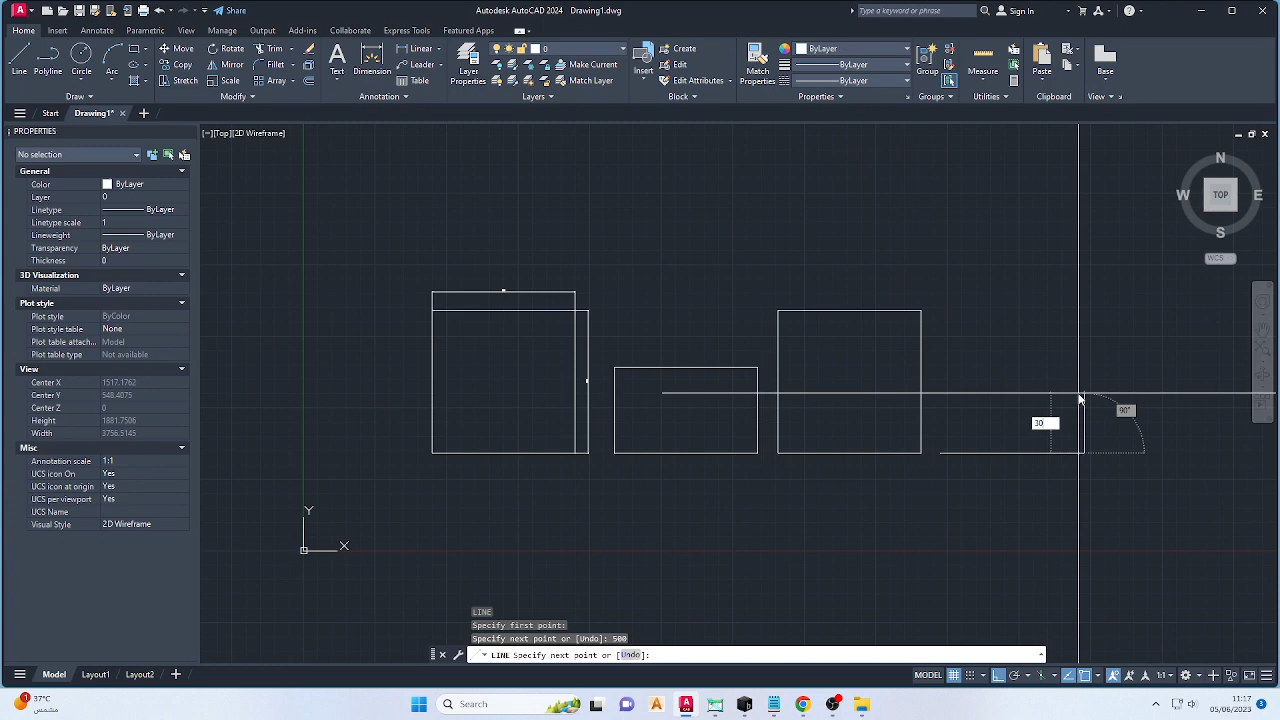 A CAD
Share
Autodesk AutoCAD 2024 Drawing1.dwg
Type a keyword or phrase
Sign In
Home Insert Annotate Parametric View Manage Output Add-ins Collaborate Express Tools Featured Apps
Line Polyline Circle Arc
Move Rotate Trim
Copy Mirror Fillet
Stretch Scale Array
Text Dimension
Linear
Leader
Table
Layer Properties
0
Make Current
Match Layer
Insert
Create
Edit
Edit Attributes
Match Properties
ByLayer
ByLayer
ByLayer
Group
Measure
Paste
Base
Draw Modify Annotation Layers Block Properties Groups Utilities Clipboard View
Start Drawing1*
PROPERTIES
[−][Top][2D Wireframe]
No selection
General
Color ByLayer
Layer 0
Linetype ByLayer
Linetype scale 1
Lineweight ByLayer
Transparency ByLayer
Thickness 0
3D Visualization
Material ByLayer
Plot style
Plot style ByColor
Plot style table None
Plot table attach... Model
Plot table type Not available
View
Center X 1517.1762
Center Y 548.4075
Center Z 0
Height 1881.7506
Width 3756.5145
Misc
Annotation scale 1:1
UCS icon On Yes
UCS icon at origin Yes
UCS per viewport Yes
UCS Name
Visual Style 2D Wireframe
N
W TOP E
S
WCS
90°
30
Y
X
LINE
Specify first point:
Specify next point or [Undo]: 500
LINE Specify next point or [Undo]:
Model Layout1 Layout2
MODEL 1:1
1
37°C
مشمس
Search
11:17
05/06/2023